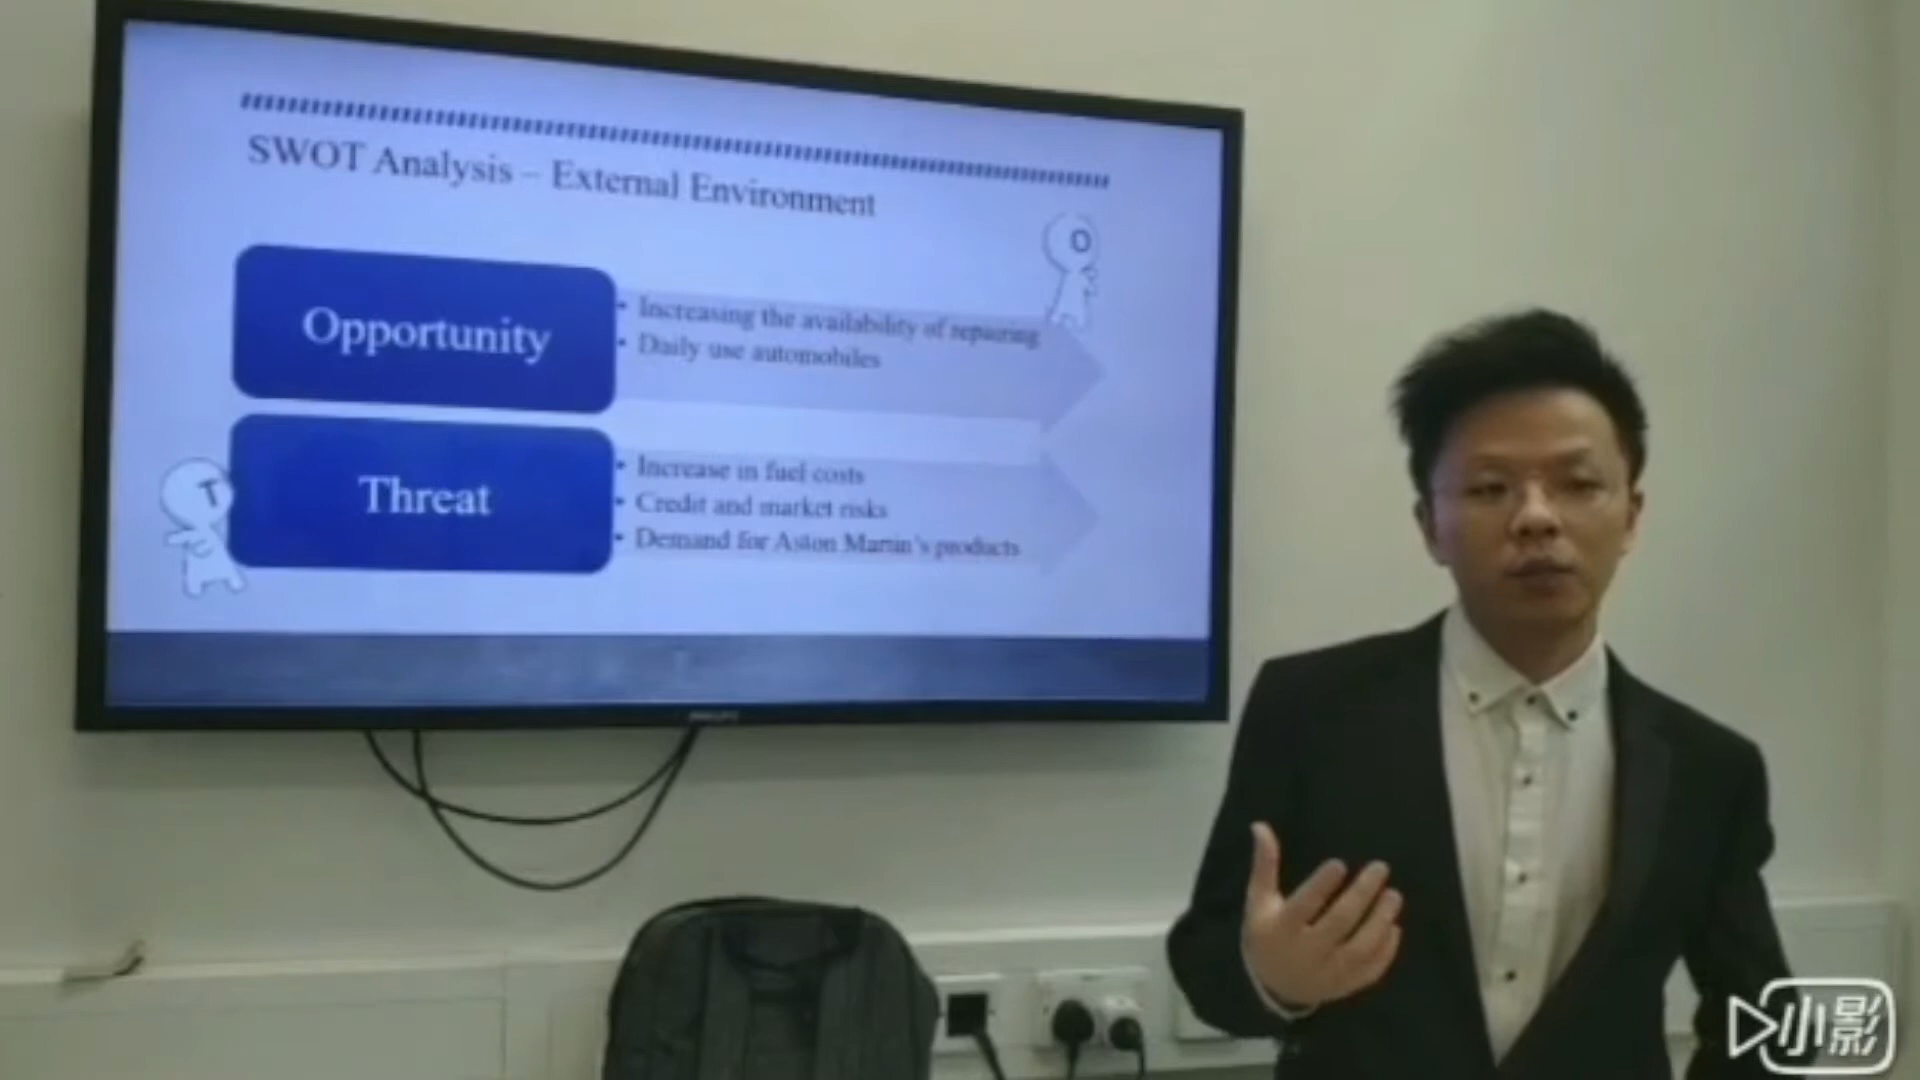 SWOT Analysis – External Environment
O
Opportunity
• Increasing the availability of repairing
• Daily use automobiles
T
Threat
• Increase in fuel costs
• Credit and market risks
• Demand for Aston Martin's products
小影